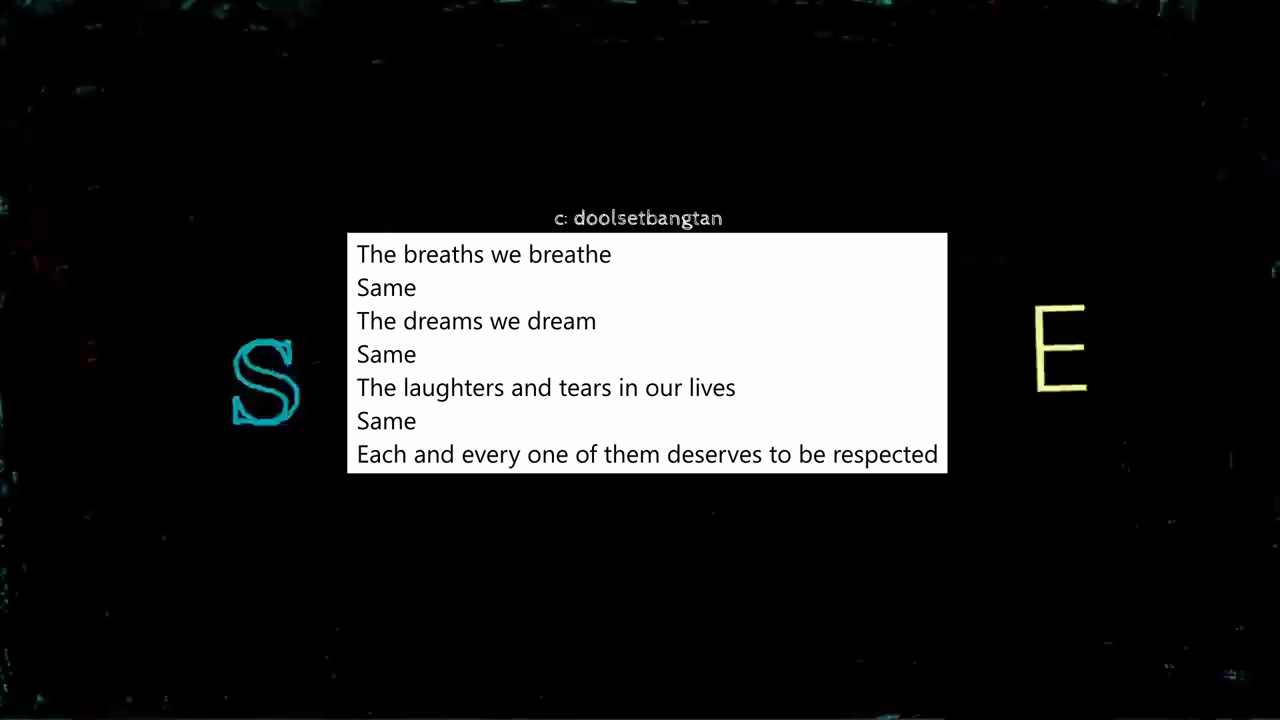 c: doolsetbangtan
The breaths we breathe
Same
The dreams we dream
Same
The laughters and tears in our lives
Same
Each and every one of them deserves to be respected
S
E